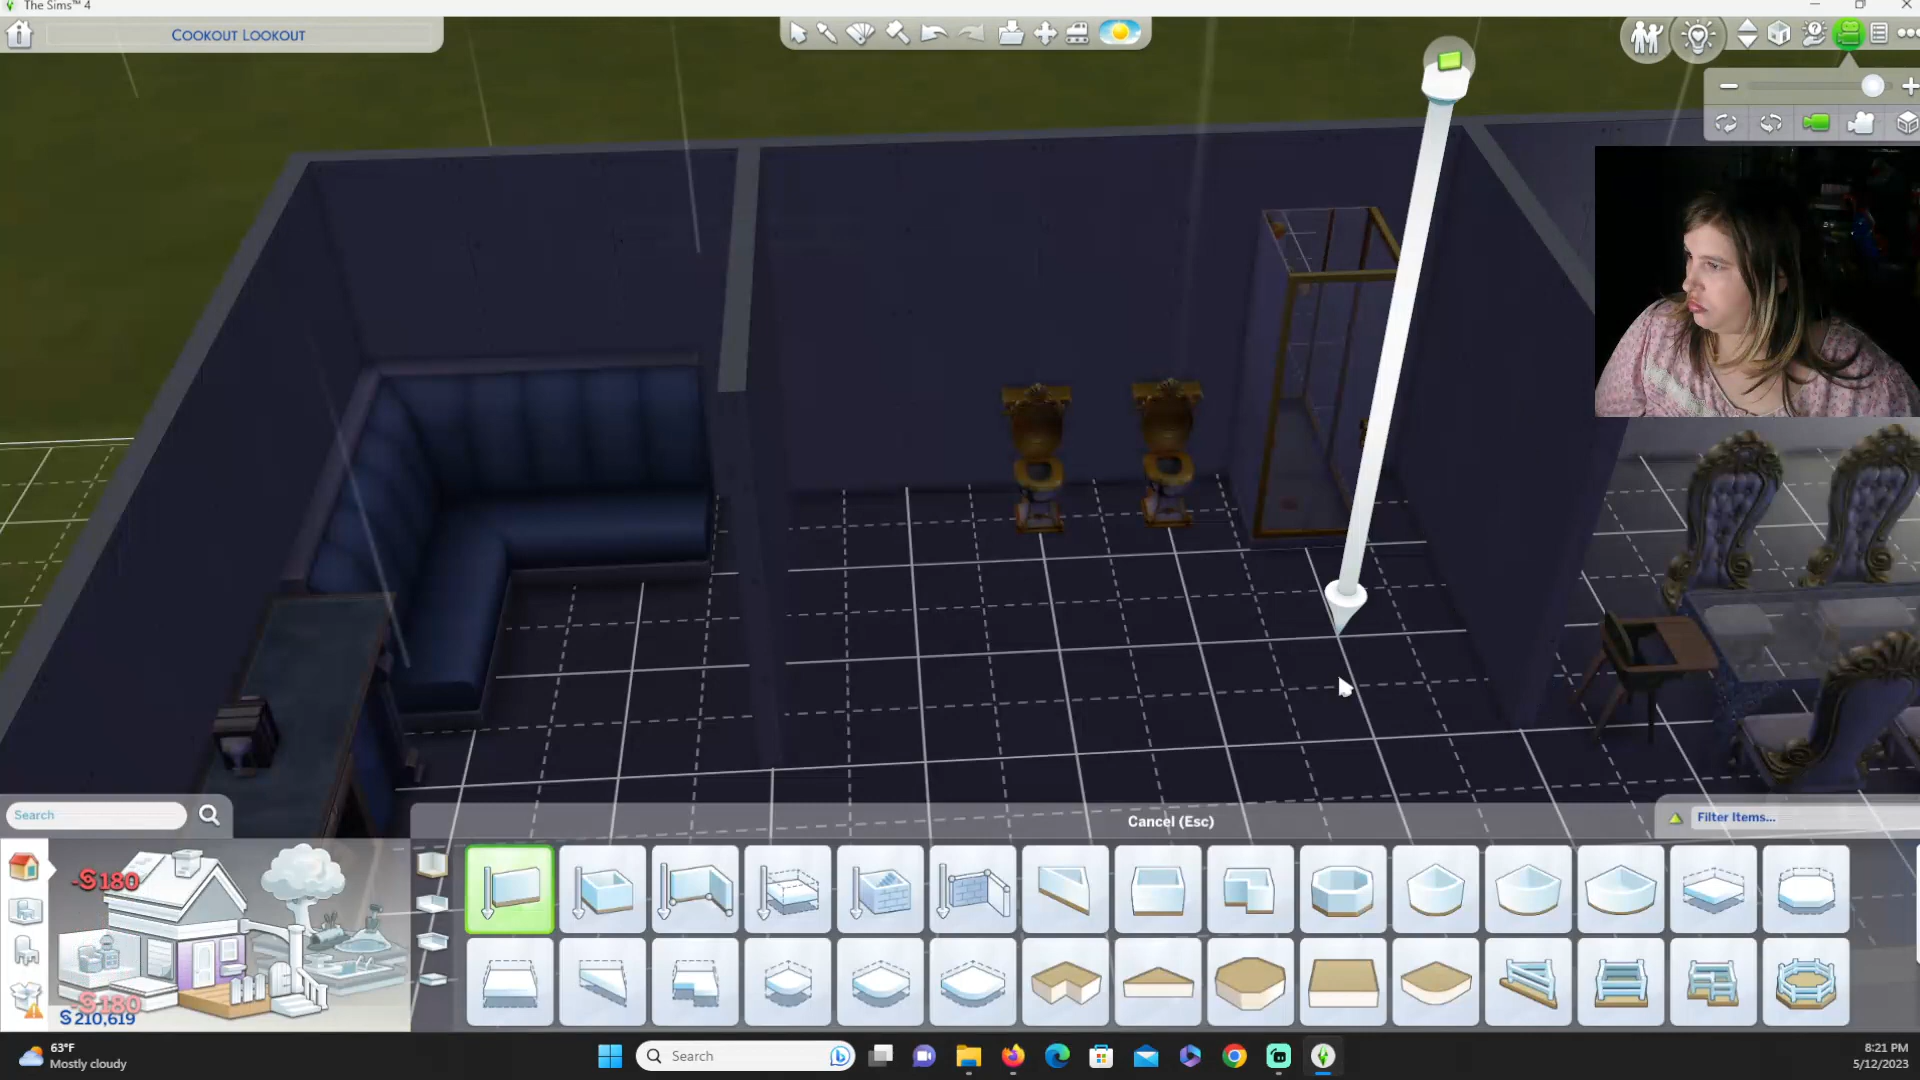 The Sims™ 4
Cookout Lookout
Cancel (Esc)
Search
Filter Items...
-§180
-§180
§210,619
63°F
Mostly cloudy
Search
8:21 PM
5/12/2023